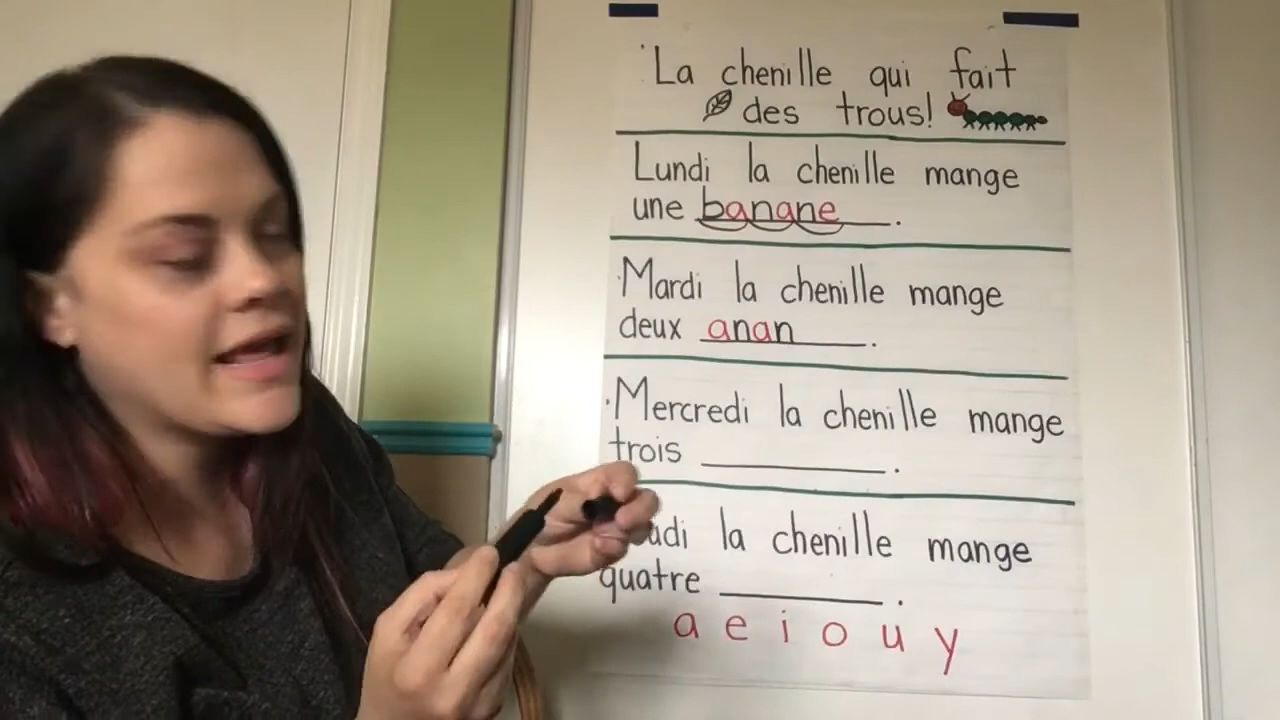 La chenille qui fait
des trous!
Lundi la chenille mange
une banane.
Mardi la chenille mange
deux anan.
Mercredi la chenille mange
trois .
la chenille mange
quatre .
a e i o u y